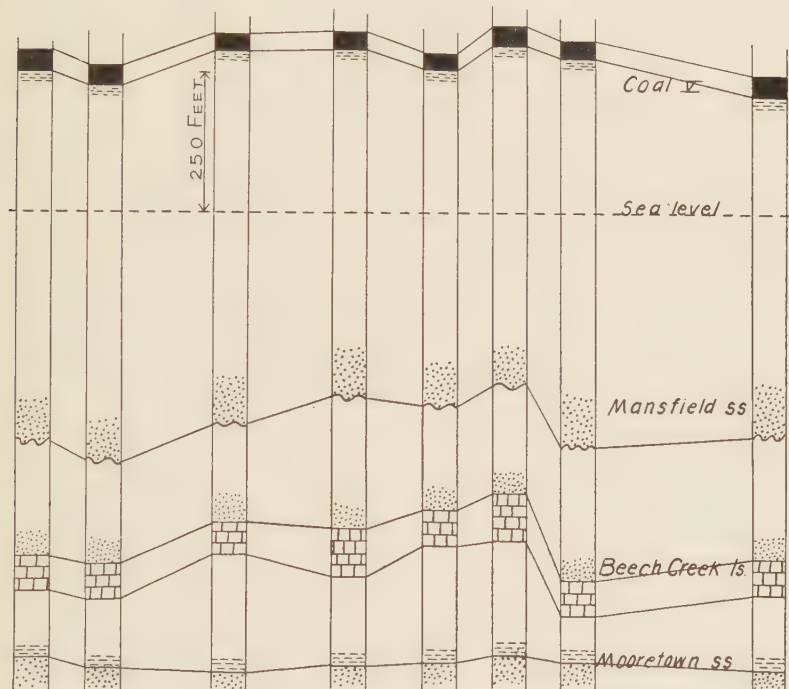 Coal V
250 FEET
Sea level
Mansfield ss
Beech Creek ls.
Mooretown ss